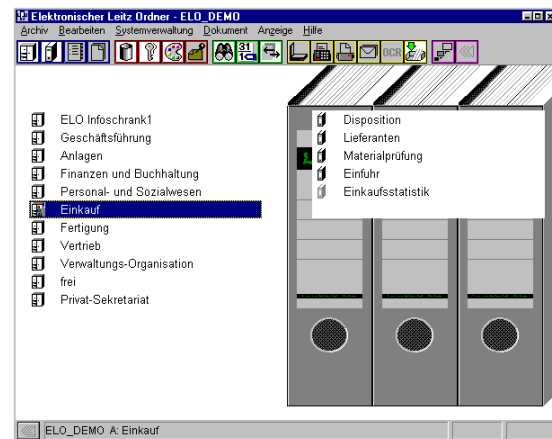 Elektronischer Leitz Ordner - ELO_DEMO
Archiv Bearbeiten Systemverwaltung Dokument Anzeige Hilfe
OCR
ELO Infoschrank1
Geschäftsführung
Anlagen
Finanzen und Buchhaltung
Personal- und Sozialwesen
Einkauf
Fertigung
Vertrieb
Verwaltungs-Organisation
frei
Privat-Sekretariat
Disposition
Lieferanten
Materialprüfung
Einfuhr
Einkaufsstatistik
ELO_DEMO A: Einkauf